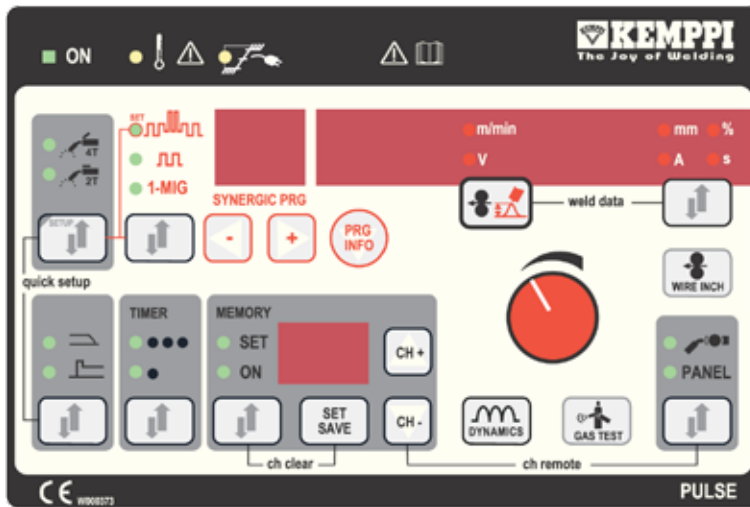 ON
KEMPPI
The Joy of Welding
4T
2T
SET
1-MIG
SETUP
SYNERGIC PRG
-
+
PRG
INFO
m/min
V
mm
%
A
s
weld data
WIRE INCH
quick setup
TIMER
MEMORY
SET
ON
CH +
SET
SAVE
CH -
DYNAMICS
GAS TEST
PANEL
ch clear
ch remote
CE
W000373
PULSE